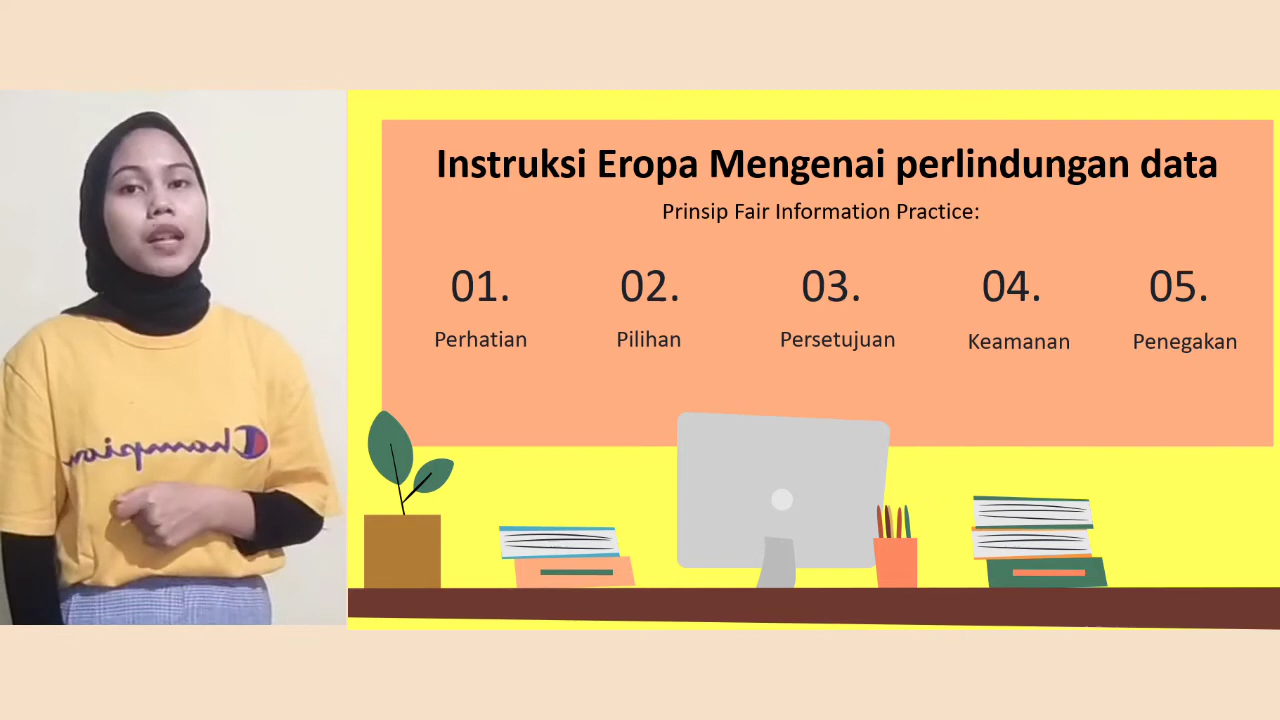 Instruksi Eropa Mengenai perlindungan data
Prinsip Fair Information Practice:
01. 02. 03. 04. 05.
Perhatian Pilihan Persetujuan Keamanan Penegakan
Champion